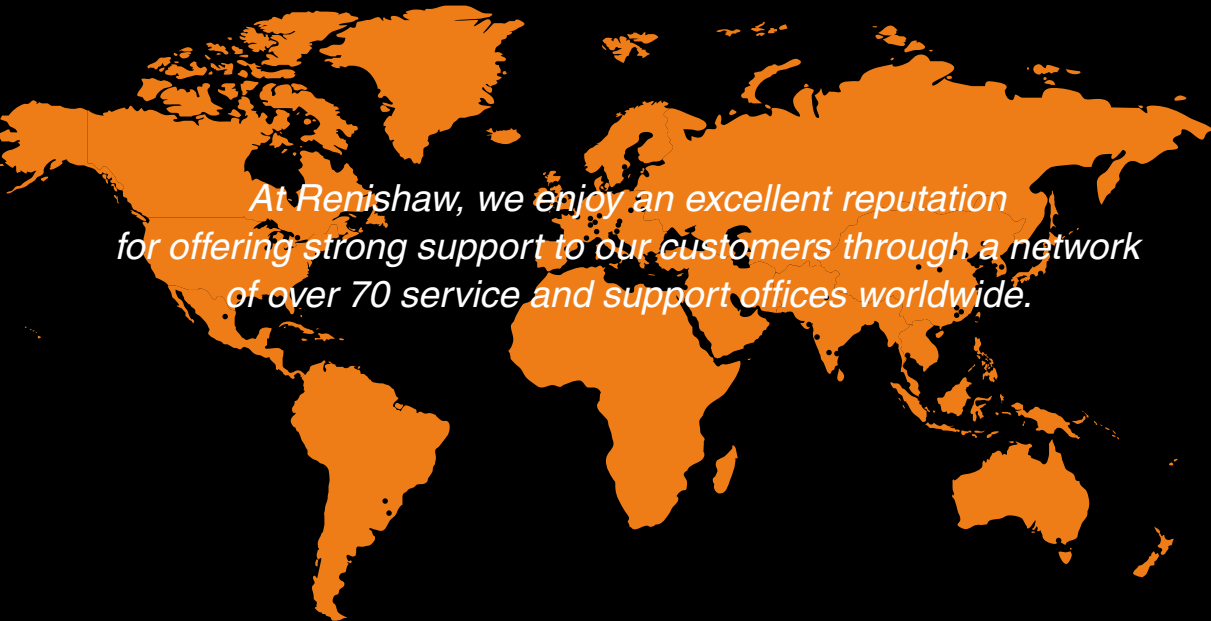 At Renishaw, we enjoy an excellent reputation
for offering strong support to our customers through a network
of over 70 service and support offices worldwide.